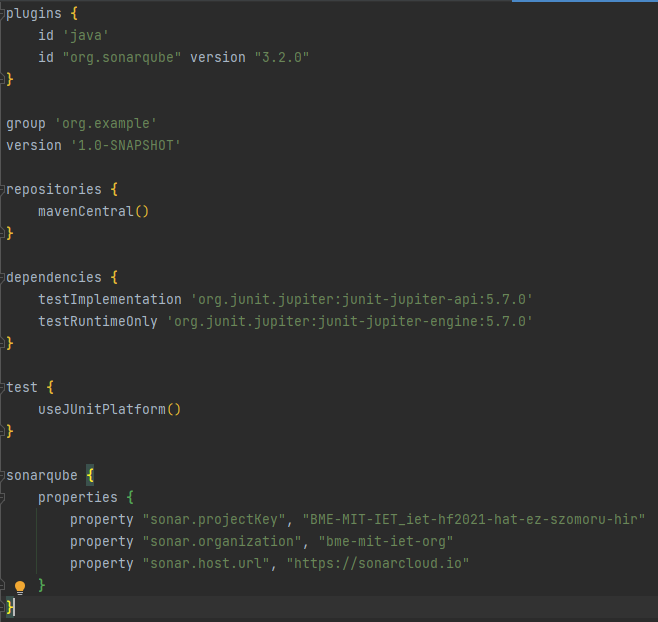 plugins {
    id 'java'
    id "org.sonarqube" version "3.2.0"
}
group 'org.example'
version '1.0-SNAPSHOT'
repositories {
    mavenCentral()
}
dependencies {
    testImplementation 'org.junit.jupiter:junit-jupiter-api:5.7.0'
    testRuntimeOnly 'org.junit.jupiter:junit-jupiter-engine:5.7.0'
}
test {
    useJUnitPlatform()
}
sonarqube {
    properties {
        property "sonar.projectKey", "BME-MIT-IET_iet-hf2021-hat-ez-szomoru-hir"
        property "sonar.organization", "bme-mit-iet-org"
        property "sonar.host.url", "https://sonarcloud.io"
    }
}